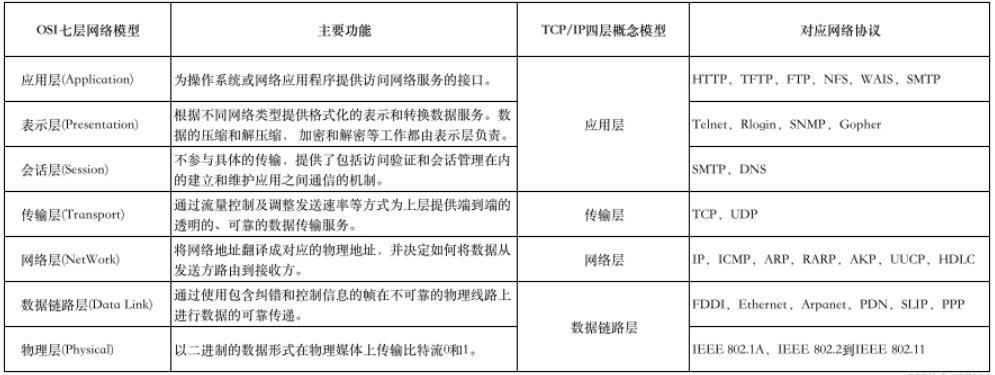 OSI七层网络模型 主要功能 TCP/IP四层概念模型 对应网络协议
应用层(Application) 为操作系统或网络应用程序提供访问网络服务的接口。 HTTP、TFTP、FTP、NFS、WAIS、SMTP
表示层(Presentation) 根据不同网络类型提供格式化的表示和转换数据服务。数
据的压缩和解压缩， 加密和解密等工作都由表示层负责。
应用层
Telnet、Rlogin、SNMP、Gopher
会话层(Session) 不参与具体的传输，提供了包括访问验证和会话管理在内
的建立和维护应用之间通信的机制。
SMTP、DNS
传输层(Transport) 通过流量控制及调整发送速率等方式为上层提供端到端的
透明的、可靠的数据传输服务。
传输层
TCP、UDP
网络层(NetWork) 将网络地址翻译成对应的物理地址，并决定如何将数据从
发送方路由到接收方。
网络层
IP、ICMP、ARP、RARP、AKP、UUCP、HDLC
数据链路层(Data Link) 通过使用包含纠错和控制信息的帧在不可靠的物理线路上
进行数据的可靠传递。
数据链路层
FDDI、Ethernet、Arpanet、PDN、SLIP、PPP
物理层(Physical) 以二进制的数据形式在物理媒体上传输比特流0和1。 IEEE 802.1A、IEEE 802.2到IEEE 802.11